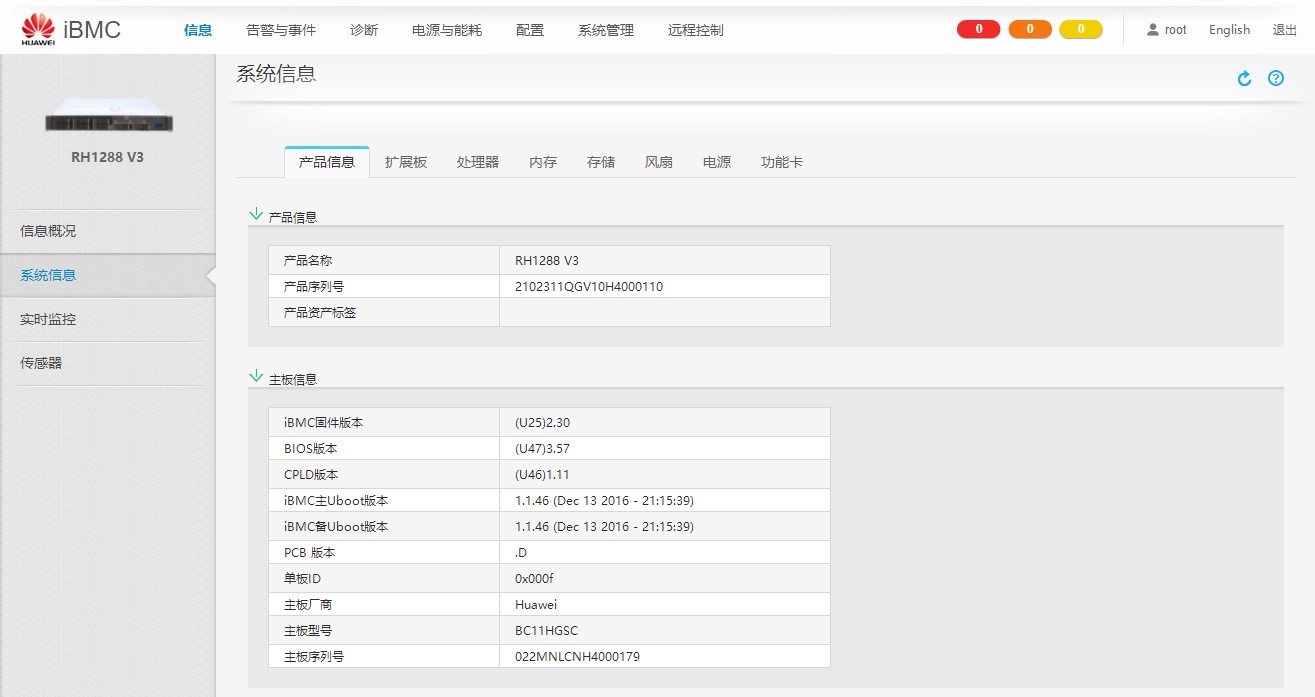 HUAWEI iBMC 信息 告警与事件 诊断 电源与能耗 配置 系统管理 远程控制 0 0 0 root English 退出
系统信息
RH1288 V3
信息概况
系统信息
实时监控
传感器
产品信息 扩展板 处理器 内存 存储 风扇 电源 功能卡
产品信息
产品名称 RH1288 V3
产品序列号 2102311QGV10H4000110
产品资产标签
主板信息
iBMC固件版本 (U25)2.30
BIOS版本 (U47)3.57
CPLD版本 (U46)1.11
iBMC主Uboot版本 1.1.46 (Dec 13 2016 - 21:15:39)
iBMC备Uboot版本 1.1.46 (Dec 13 2016 - 21:15:39)
PCB 版本 .D
单板ID 0x000f
主板厂商 Huawei
主板型号 BC11HGSC
主板序列号 022MNLCNH4000179